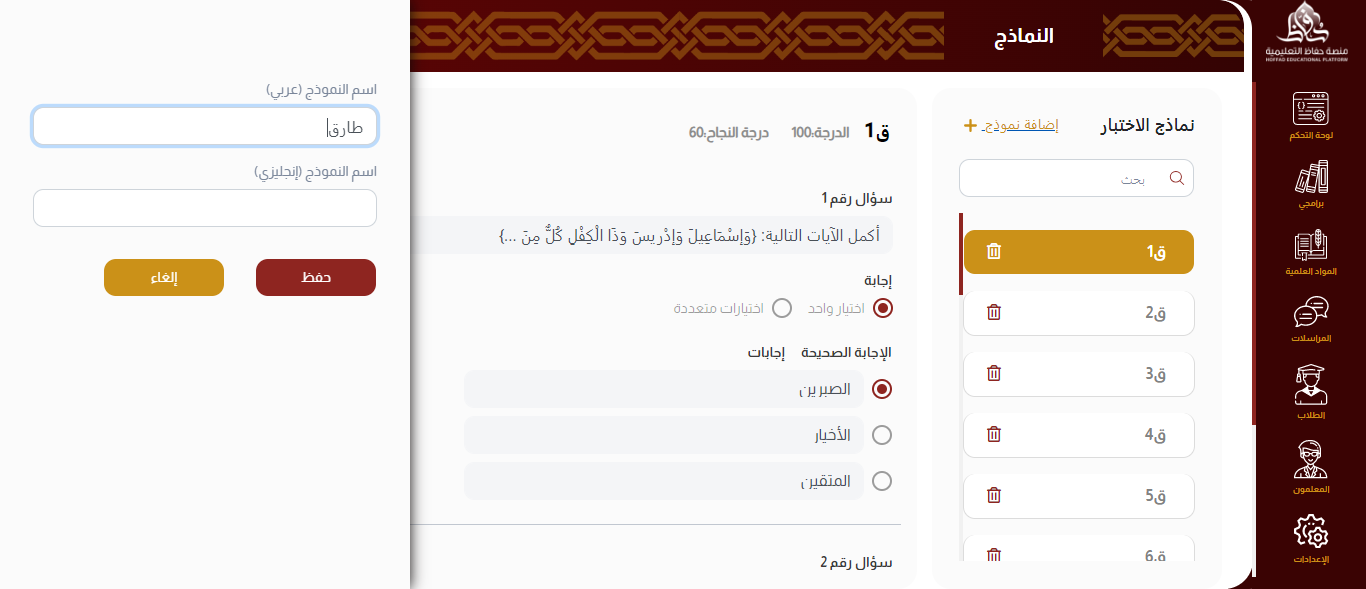 منصة حفاظ التعليمية
HOFFAD EDUCATIONAL PLATFORM
لوحة التحكم
برامجي
المواد العلمية
المراسلات
الطلاب
المعلمون
الإعدادات
النماذج
نماذج الاختبار
إضافة نموذج +
بحث
ق1
ق2
ق3
ق4
ق5
ق6
ق1 الدرجة:100 درجة النجاح:60
سؤال رقم 1
أكمل الآيات التالية: {وَإِسْمَاعِيلَ وَإِدْرِيسَ وَذَا الْكِفْلِ كُلٌّ مِنَ ...}
إجابة
اختيار واحد اختيارات متعددة
الإجابة الصحيحة إجابات
الصبرين
الأخيار
المتقين
سؤال رقم 2
اسم النموذج (عربي)
طارق
اسم النموذج (إنجليزي)
حفظ إلغاء